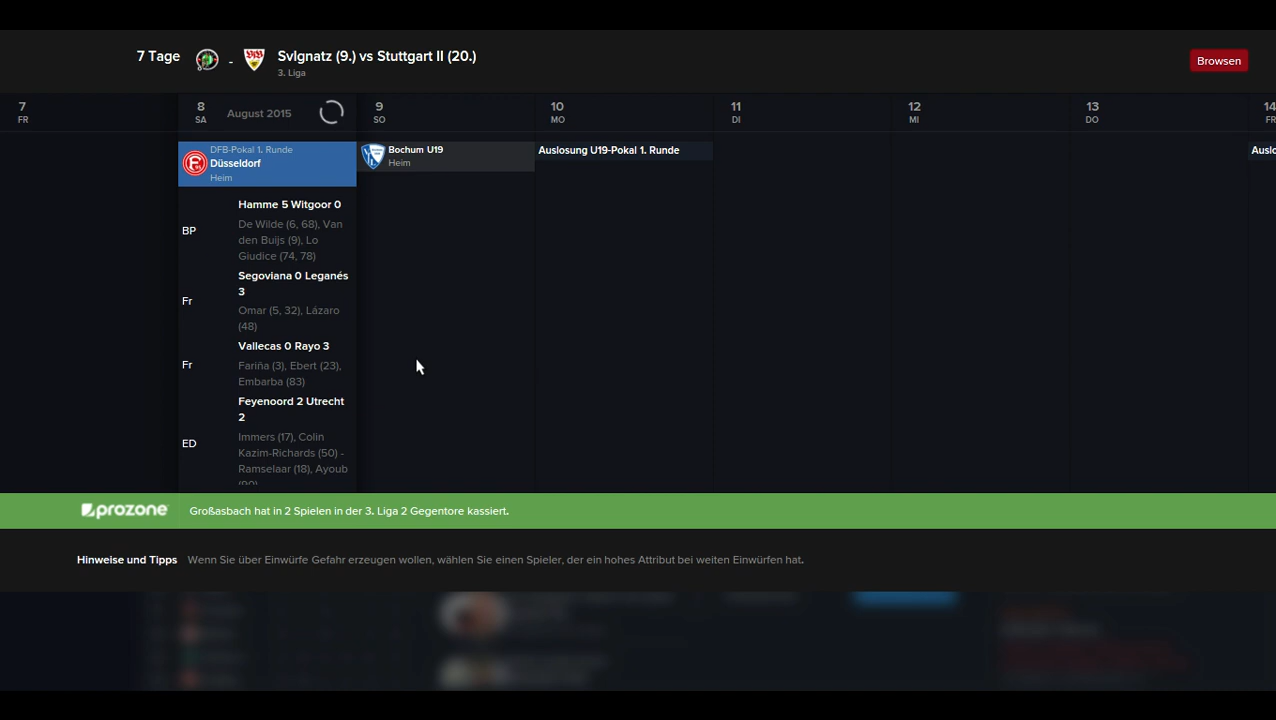 7 Tage - SvIgnatz (9.) vs Stuttgart II (20.)
3. Liga
Browsen
7
FR
8
SA
August 2015
9
SO
10
MO
11
DI
12
MI
13
DO
14
FR
DFB-Pokal 1. Runde
Düsseldorf
Heim
Bochum U19
Heim
Auslosung U19-Pokal 1. Runde
Auslo
BP
Hamme 5 Witgoor 0
De Wilde (6, 68), Van
den Buijs (9), Lo
Giudice (74, 78)
Fr
Segoviana 0 Leganés
3
Omar (5, 32), Lázaro
(48)
Fr
Vallecas 0 Rayo 3
Fariña (3), Ebert (23),
Embarba (83)
ED
Feyenoord 2 Utrecht
2
Immers (17), Colin
Kazim-Richards (50) -
Ramselaar (18), Ayoub
(90)
prozone
Großasbach hat in 2 Spielen in der 3. Liga 2 Gegentore kassiert.
Hinweise und Tipps Wenn Sie über Einwürfe Gefahr erzeugen wollen, wählen Sie einen Spieler, der ein hohes Attribut bei weiten Einwürfen hat.